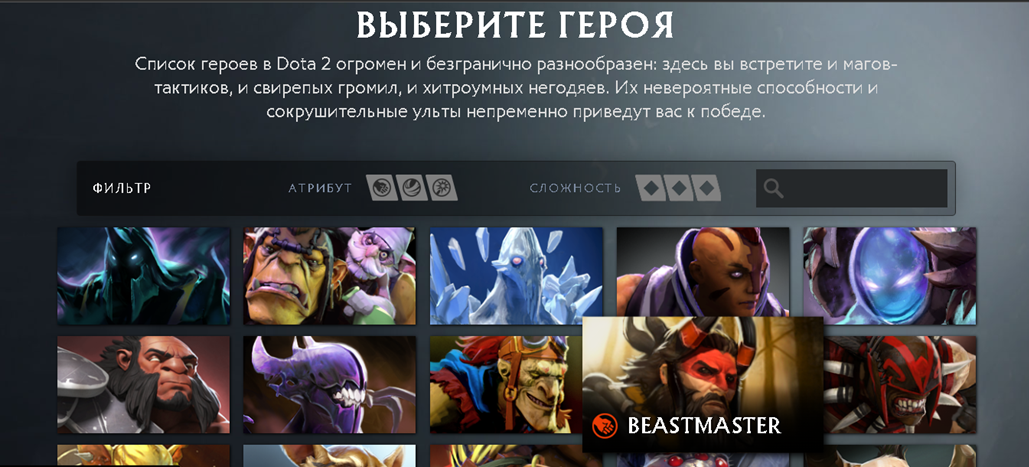 ВЫБЕРИТЕ ГЕРОЯ
Список героев в Dota 2 огромен и безгранично разнообразен: здесь вы встретите и магов-
тактиков, и свирепых громил, и хитроумных негодяев. Их невероятные способности и
сокрушительные ульты непременно приведут вас к победе.
ФИЛЬТР АТРИБУТ СЛОЖНОСТЬ
BEASTMASTER